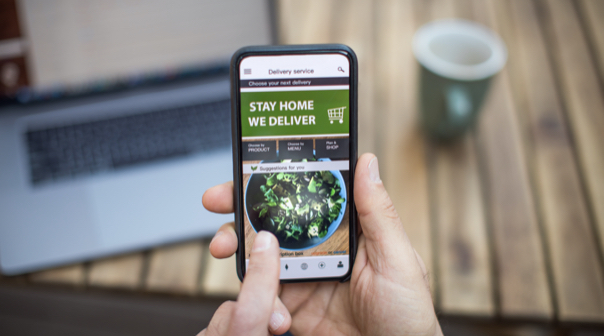 Delivery service
Choose your next delivery
STAY HOME
WE DELIVER
Choose by
PRODUCT
Choose by
MENU
Plan &
SHOP
Suggestions for you